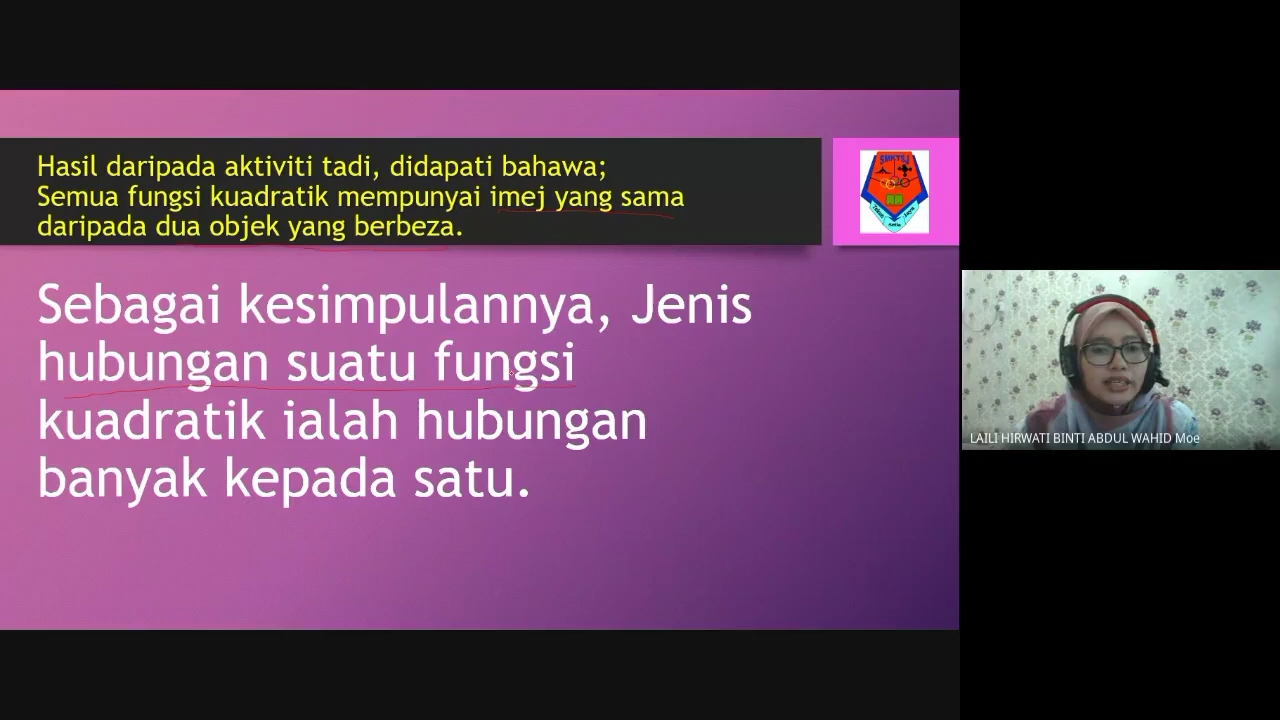 Hasil daripada aktiviti tadi, didapati bahawa;
Semua fungsi kuadratik mempunyai imej yang sama
daripada dua objek yang berbeza.
SMKTSJ
Sebagai kesimpulannya, Jenis
hubungan suatu fungsi
kuadratik ialah hubungan
banyak kepada satu.
LAILI HIRWATI BINTI ABDUL WAHID Moe